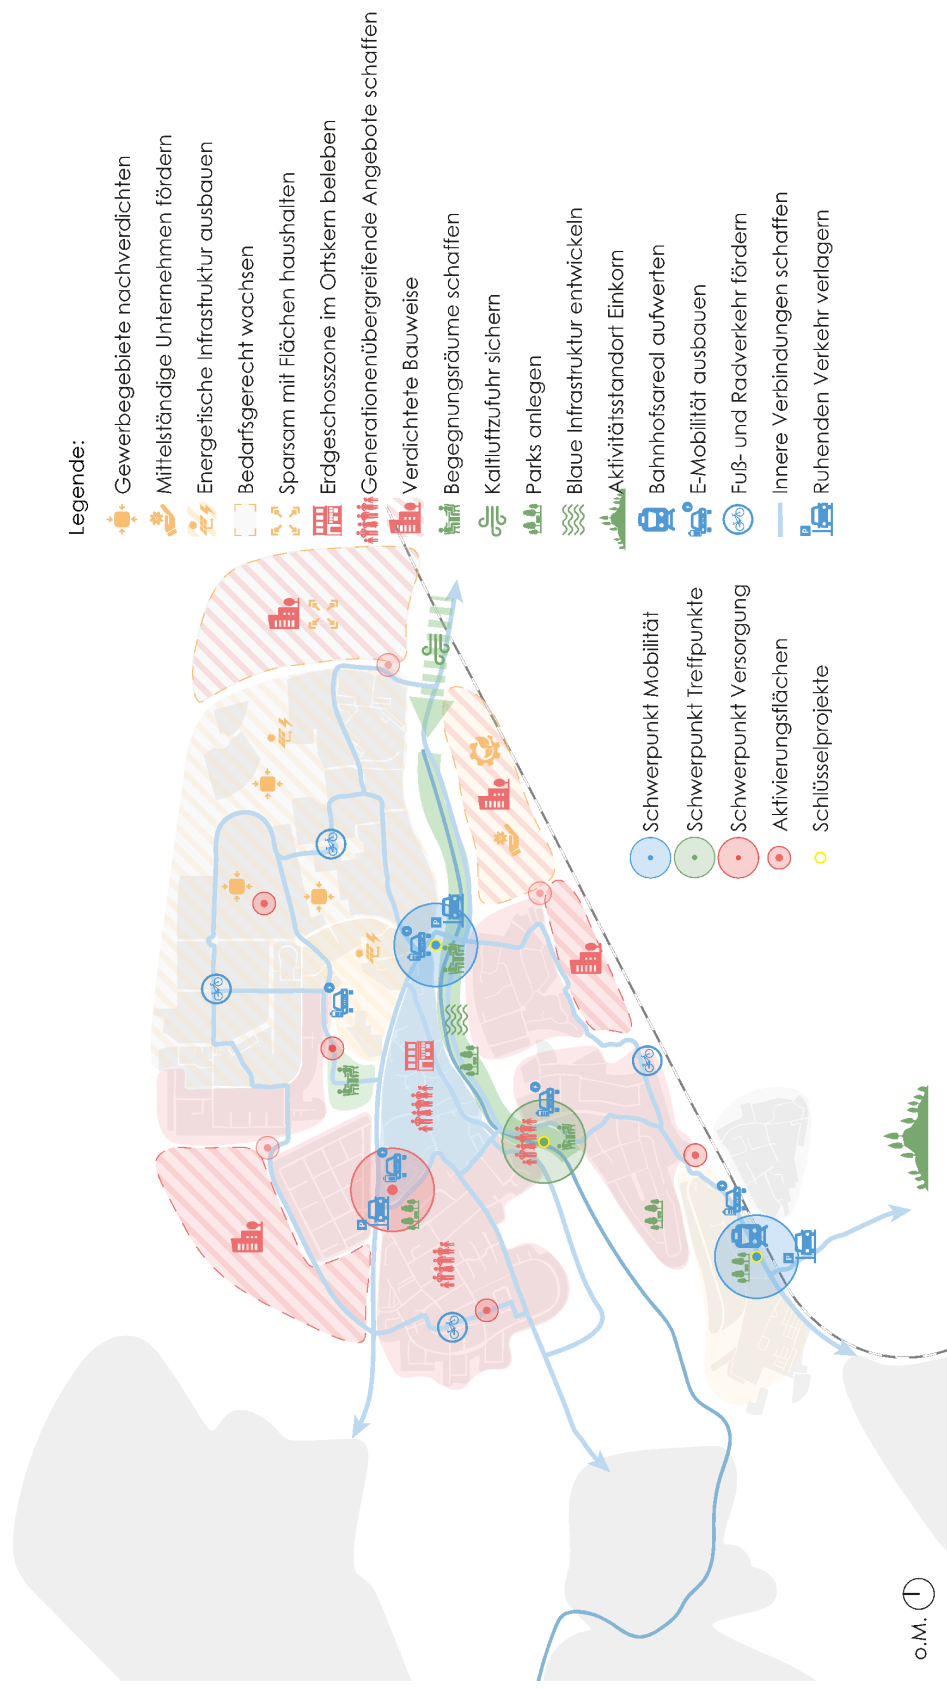 Legende:
Gewerbegebiete nachverdichten
Mittelständige Unternehmen fördern
Energetische Infrastruktur ausbauen
Bedarfsgerecht wachsen
Sparsam mit Flächen haushalten
Erdgeschosszone im Ortskern beleben
Generationenübergreifende Angebote schaffen
Verdichtete Bauweise
Begegnungsräume schaffen
Kaltluftzufuhr sichern
Parks anlegen
Blaue Infrastruktur entwickeln
Aktivitätsstandort Einkorn
Bahnhofsareal aufwerten
E-Mobilität ausbauen
Fuß- und Radverkehr fördern
Innere Verbindungen schaffen
P
Ruhenden Verkehr verlagern
Schwerpunkt Mobilität
Schwerpunkt Treffpunkte
Schwerpunkt Versorgung
Aktivierungsflächen
Schlüsselprojekte
P
P
P
o.M.